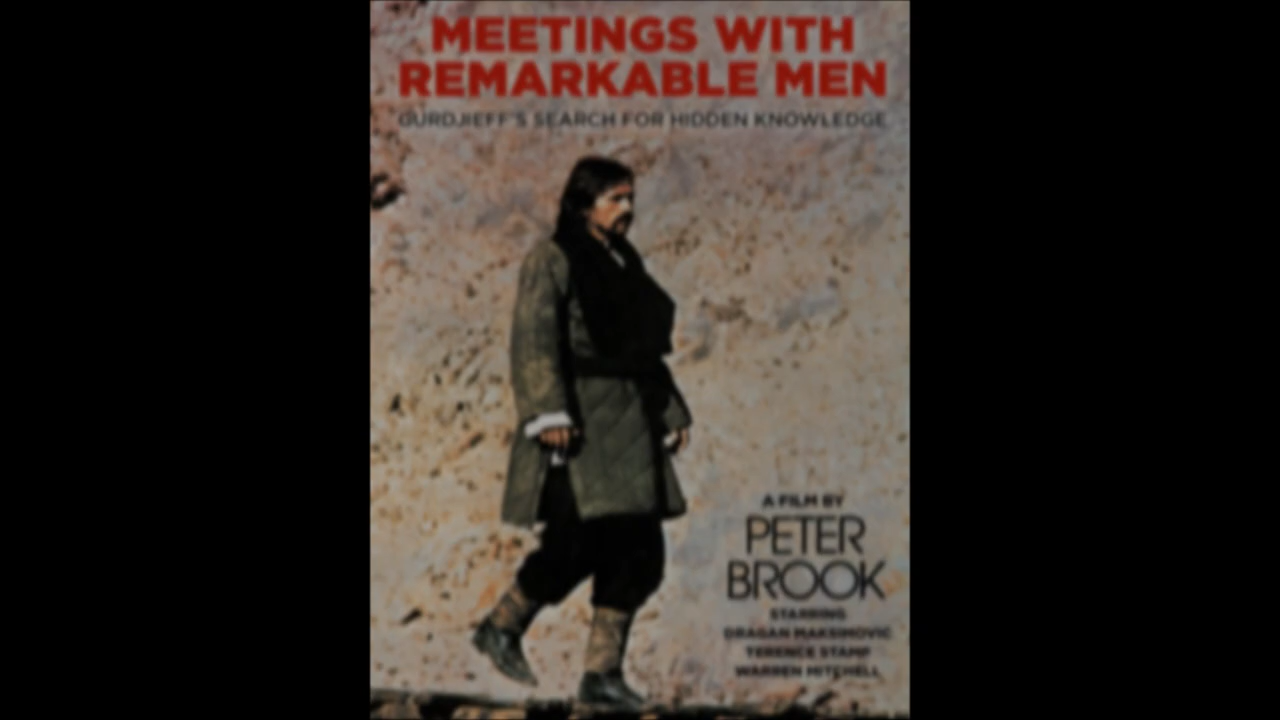 MEETINGS WITH
REMARKABLE MEN
GURDJIEFF'S SEARCH FOR HIDDEN KNOWLEDGE
A FILM BY
PETER
BROOK
STARRING
DRAGAN MAKSIMOVIC
TERENCE STAMP
WARREN MITCHELL